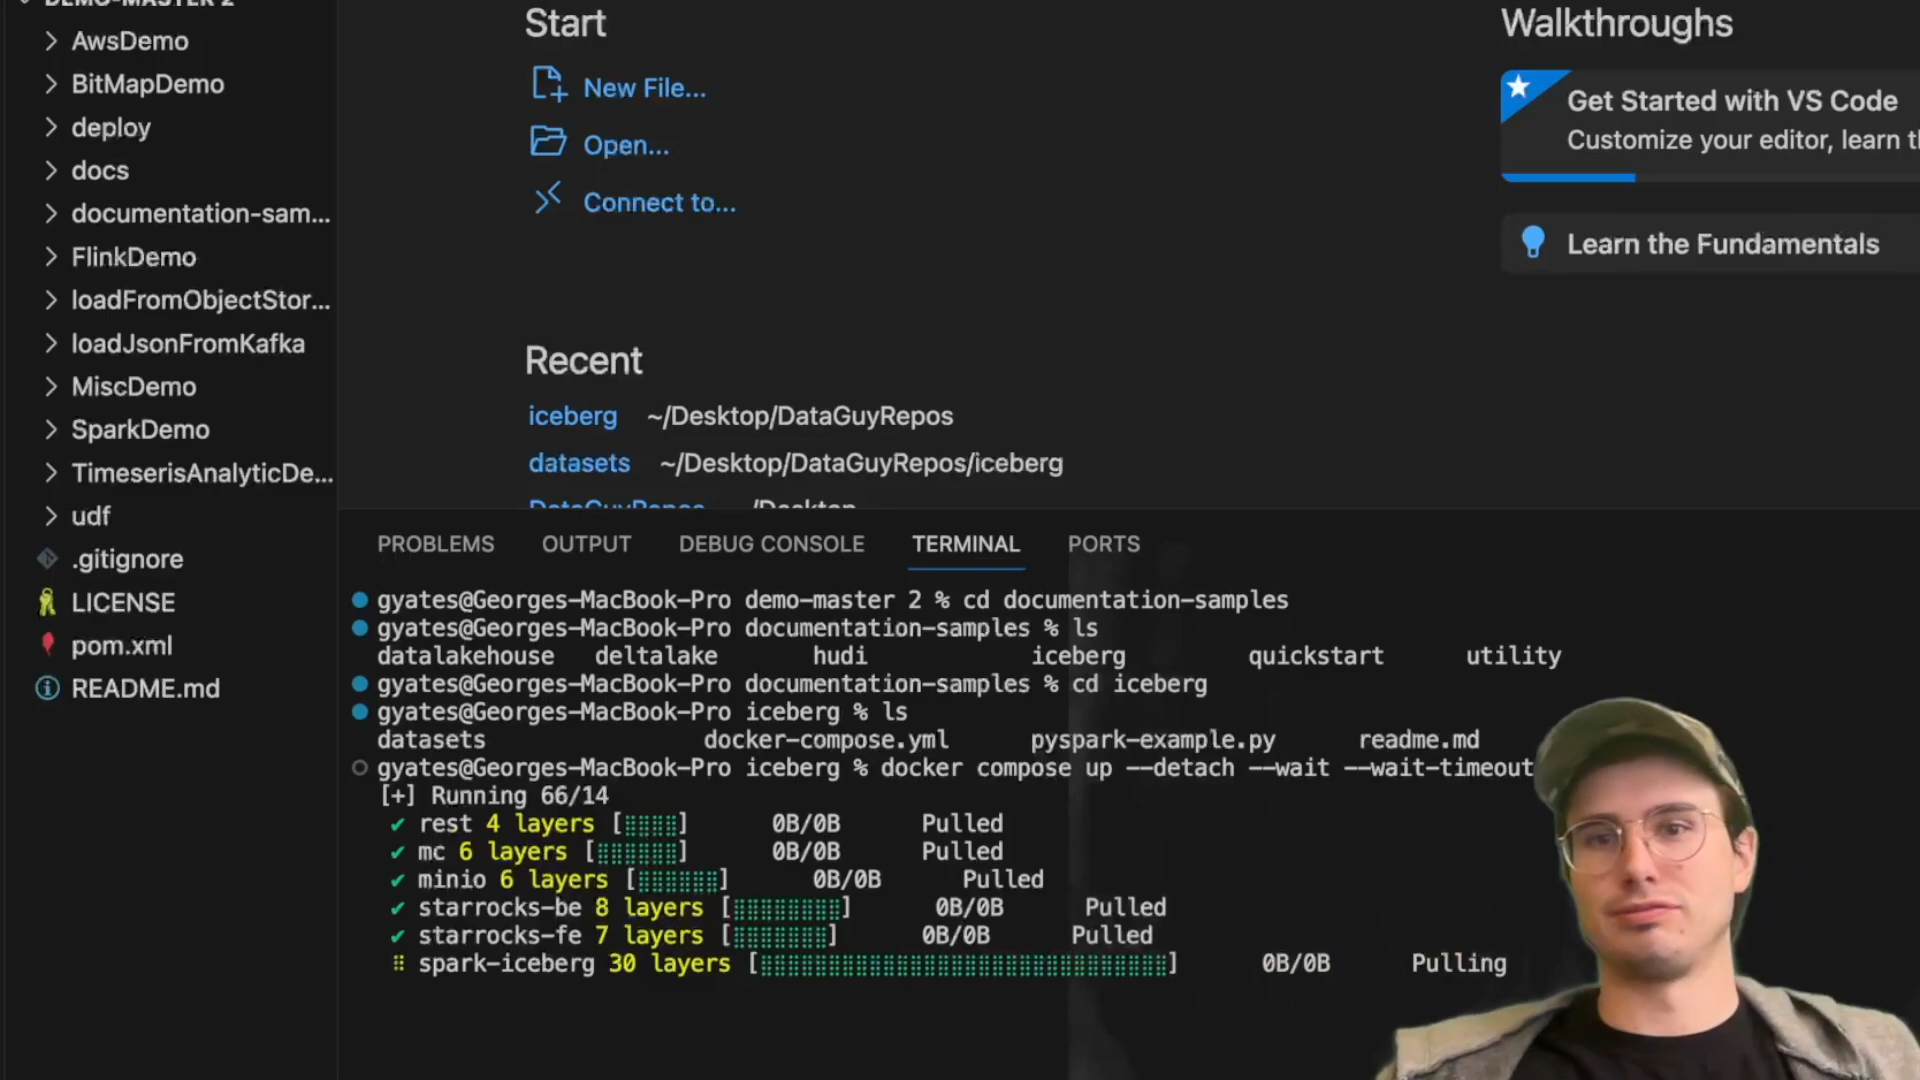 DEMO-MASTER 2
AwsDemo
BitMapDemo
deploy
docs
documentation-sam...
FlinkDemo
loadFromObjectStor...
loadJsonFromKafka
MiscDemo
SparkDemo
TimeserisAnalyticDe...
udf
.gitignore
LICENSE
pom.xml
README.md
Start
New File...
Open...
Connect to...
Recent
iceberg ~/Desktop/DataGuyRepos
datasets ~/Desktop/DataGuyRepos/iceberg
DataGuyRepos ~/Desktop
Walkthroughs
Get Started with VS Code
Customize your editor, learn th
Learn the Fundamentals
PROBLEMS OUTPUT DEBUG CONSOLE TERMINAL PORTS
gyates@Georges-MacBook-Pro demo-master 2 % cd documentation-samples
gyates@Georges-MacBook-Pro documentation-samples % ls
datalakehouse deltalake hudi iceberg quickstart utility
gyates@Georges-MacBook-Pro documentation-samples % cd iceberg
gyates@Georges-MacBook-Pro iceberg % ls
datasets docker-compose.yml pyspark-example.py readme.md
gyates@Georges-MacBook-Pro iceberg % docker compose up --detach --wait --wait-timeout
[+] Running 66/14
✔ rest 4 layers [⣿⣿⣿⣿] 0B/0B Pulled
✔ mc 6 layers [⣿⣿⣿⣿⣿⣿] 0B/0B Pulled
✔ minio 6 layers [⣿⣿⣿⣿⣿⣿] 0B/0B Pulled
✔ starrocks-be 8 layers [⣿⣿⣿⣿⣿⣿⣿⣿] 0B/0B Pulled
✔ starrocks-fe 7 layers [⣿⣿⣿⣿⣿⣿⣿] 0B/0B Pulled
⠿ spark-iceberg 30 layers [⣿⣿⣿⣿⣿⣿⣿⣿⣿⣿⣿⣿⣿⣿⣿⣿⣿⣿⣿⣿⣿⣿⣿⣿⣿⣿⣿⣿⣿⣿] 0B/0B Pulling